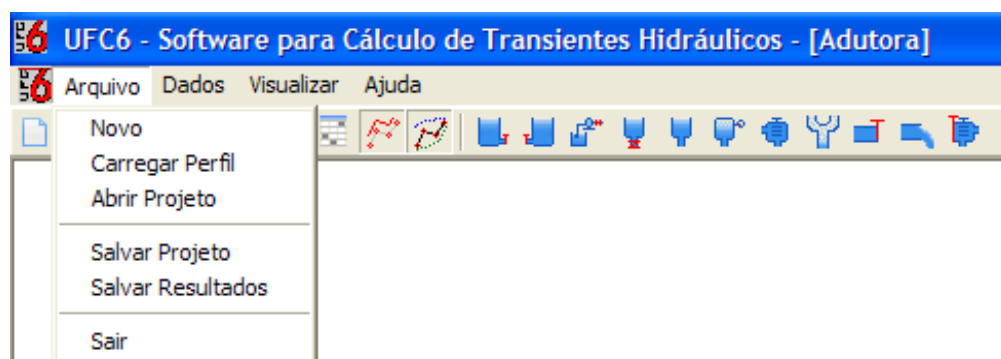 UFC6 - Software para Cálculo de Transientes Hidráulicos - [Adutora]
Arquivo Dados Visualizar Ajuda
Novo
Carregar Perfil
Abrir Projeto
Salvar Projeto
Salvar Resultados
Sair